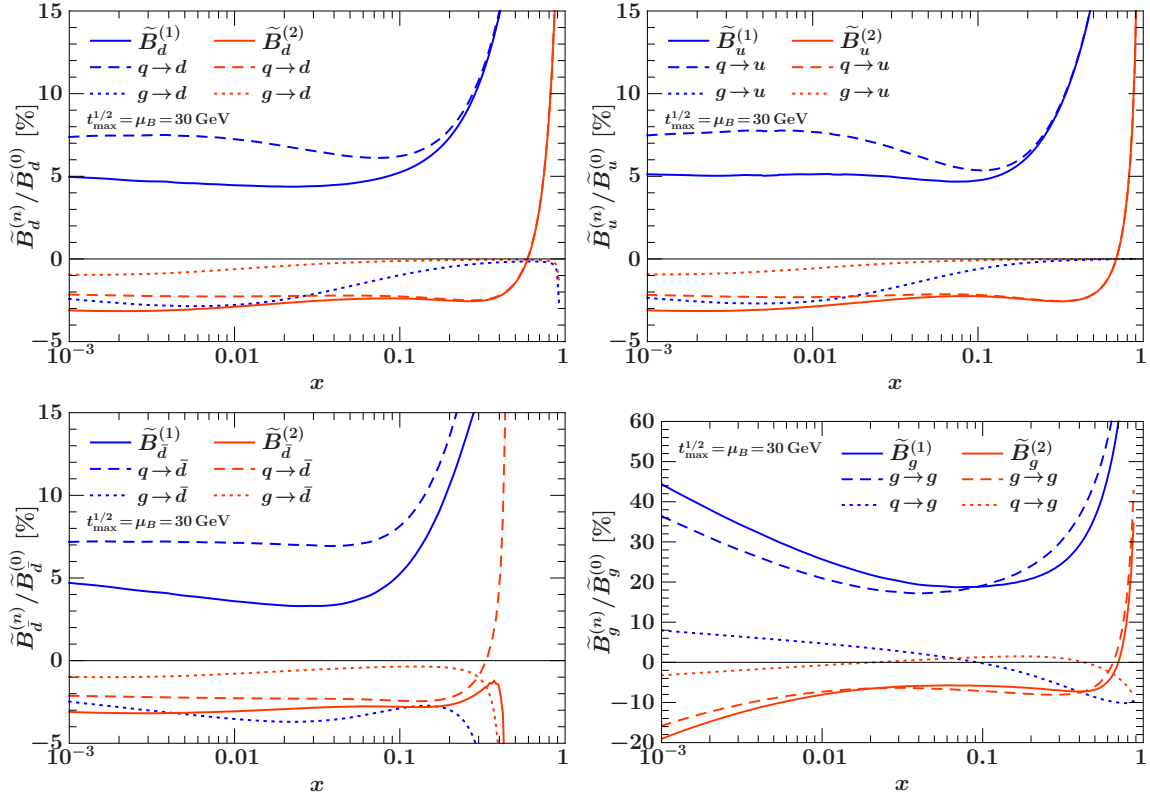 15
10
5
0
−5
B̃_d^(n)/B̃_d^(0) [%]
B̃_d^(1) B̃_d^(2)
q→d q→d
g→d g→d
t_max^1/2 = μ_B = 30 GeV
10^−3 0.01 0.1 1
x
15
10
5
0
−5
B̃_u^(n)/B̃_u^(0) [%]
B̃_u^(1) B̃_u^(2)
q→u q→u
g→u g→u
t_max^1/2 = μ_B = 30 GeV
10^−3 0.01 0.1 1
x
15
10
5
0
−5
B̃_d̄^(n)/B̃_d̄^(0) [%]
B̃_d̄^(1) B̃_d̄^(2)
q→d̄ q→d̄
g→d̄ g→d̄
t_max^1/2 = μ_B = 30 GeV
10^−3 0.01 0.1 1
x
60
50
40
30
20
10
0
−10
−20
B̃_g^(n)/B̃_g^(0) [%]
t_max^1/2 = μ_B = 30 GeV
B̃_g^(1) B̃_g^(2)
g→g g→g
q→g q→g
10^−3 0.01 0.1 1
x